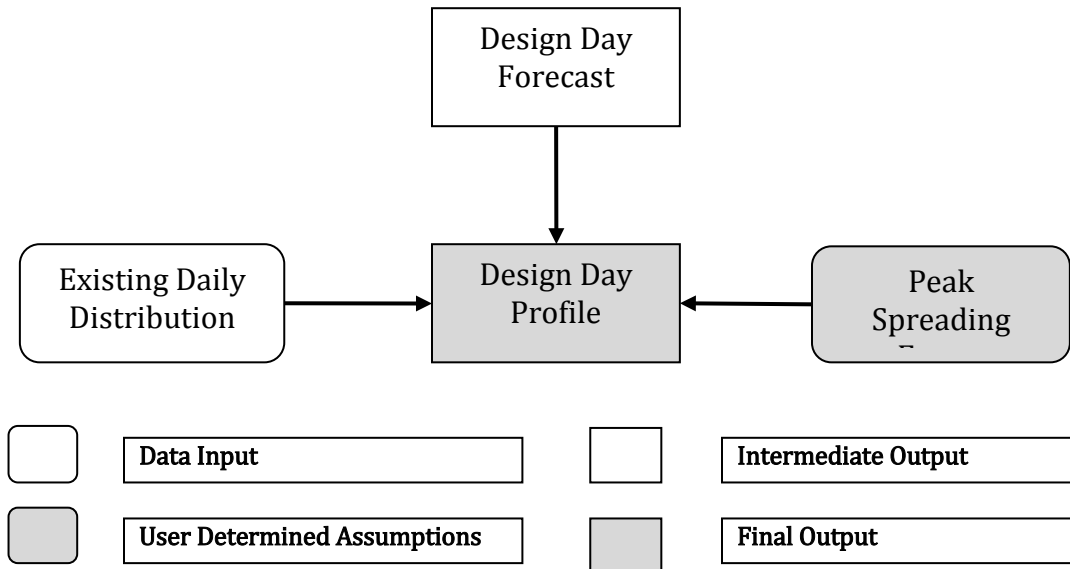 Design Day
Forecast
Existing Daily
Distribution
Design Day
Profile
Peak
Spreading
Data Input
Intermediate Output
User Determined Assumptions
Final Output